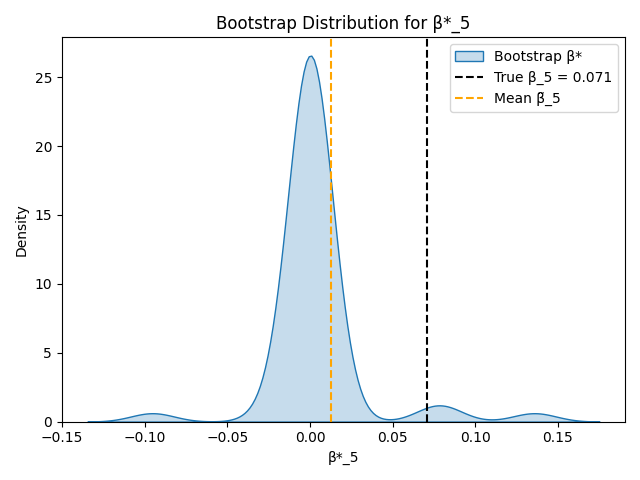 Bootstrap Distribution for β*_5
Bootstrap β*
True β_5 = 0.071
Mean β̄_5
Density
25
20
15
10
5
0
−0.15
−0.10
−0.05
0.00
0.05
0.10
0.15
β*_5